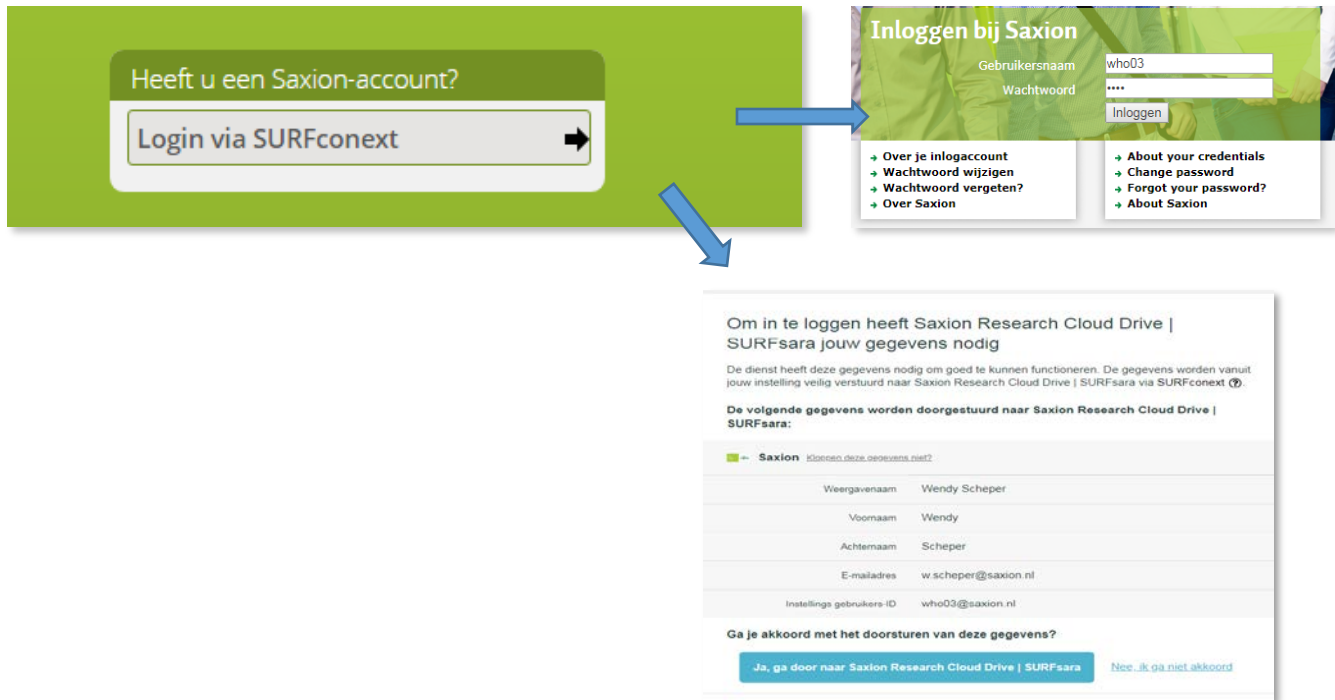 Heeft u een Saxion-account?
Login via SURFconext
Inloggen bij Saxion
Gebruikersnaam who03
Wachtwoord ••••
Inloggen
Over je inlogaccount
Wachtwoord wijzigen
Wachtwoord vergeten?
Over Saxion
About your credentials
Change password
Forgot your password?
About Saxion
Om in te loggen heeft Saxion Research Cloud Drive |
SURFsara jouw gegevens nodig
De dienst heeft deze gegevens nodig om goed te kunnen functioneren. De gegevens worden vanuit
jouw instelling veilig verstuurd naar Saxion Research Cloud Drive | SURFsara via SURFconext ?.
De volgende gegevens worden doorgestuurd naar Saxion Research Cloud Drive |
SURFsara:
Saxion Kloppen deze gegevens niet?
Weergavenaam Wendy Scheper
Voornaam Wendy
Achternaam Scheper
E-mailadres w.scheper@saxion.nl
Instellings gebruikers-ID who03@saxion.nl
Ga je akkoord met het doorsturen van deze gegevens?
Ja, ga door naar Saxion Research Cloud Drive | SURFsara Nee, ik ga niet akkoord